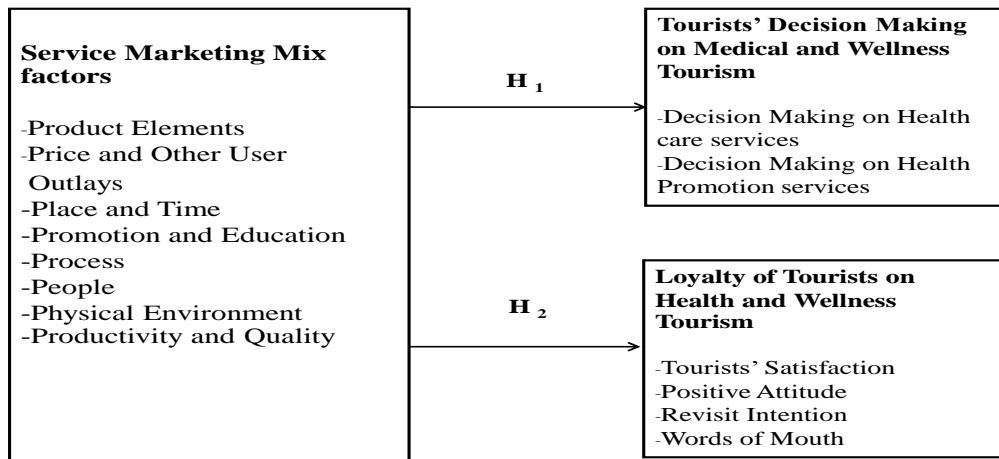 Service Marketing Mix
factors
-Product Elements
-Price and Other User
Outlays
-Place and Time
-Promotion and Education
-Process
-People
-Physical Environment
-Productivity and Quality
H 1
H 2
Tourists’ Decision Making
on Medical and Wellness
Tourism
-Decision Making on Health
care services
-Decision Making on Health
Promotion services
Loyalty of Tourists on
Health and Wellness
Tourism
-Tourists’ Satisfaction
-Positive Attitude
-Revisit Intention
-Words of Mouth